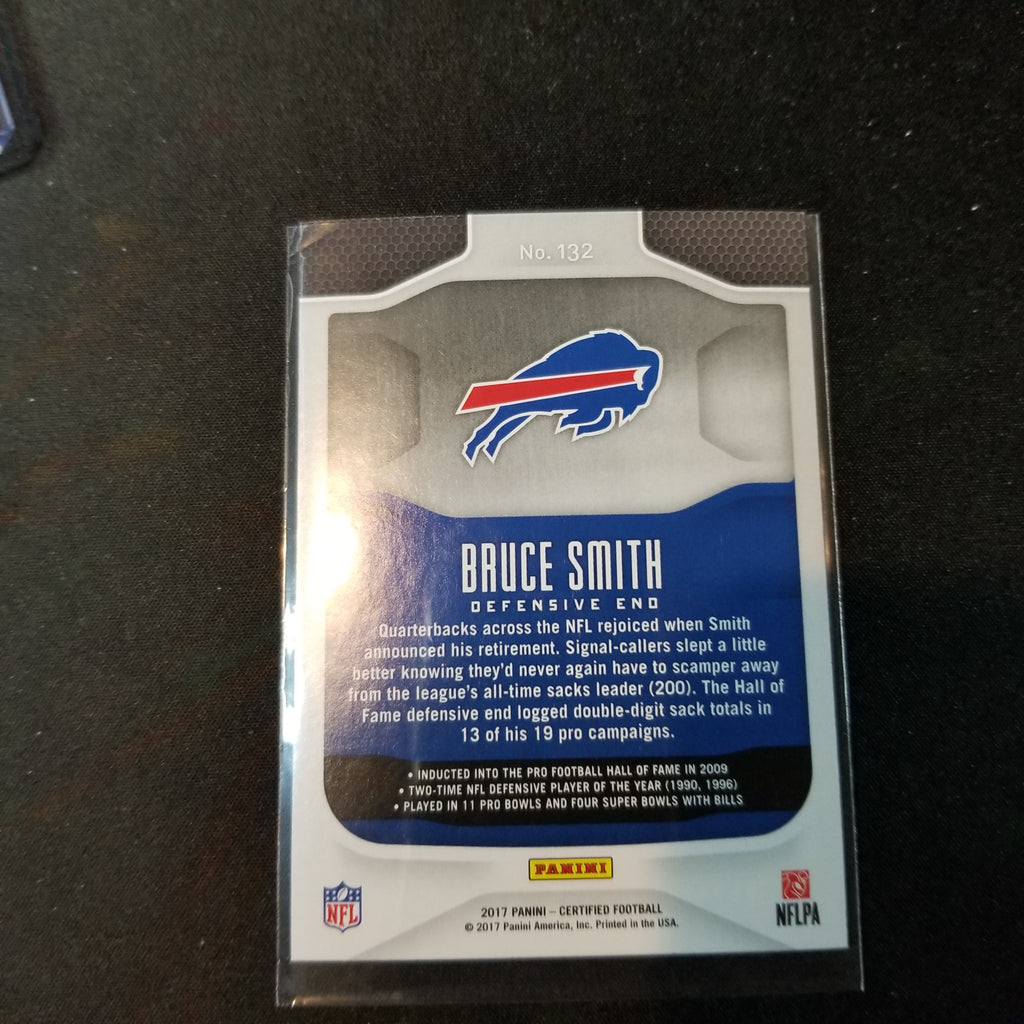 No. 132
BRUCE SMITH
DEFENSIVE END
Quarterbacks across the NFL rejoiced when Smith
announced his retirement. Signal-callers slept a little
better knowing they'd never again have to scamper away
from the league's all-time sacks leader (200). The Hall of
Fame defensive end logged double-digit sack totals in
13 of his 19 pro campaigns.
• INDUCTED INTO THE PRO FOOTBALL HALL OF FAME IN 2009
• TWO-TIME NFL DEFENSIVE PLAYER OF THE YEAR (1990, 1996)
• PLAYED IN 11 PRO BOWLS AND FOUR SUPER BOWLS WITH BILLS
PANINI
NFL
2017 PANINI – CERTIFIED FOOTBALL
© 2017 Panini America, Inc. Printed in the USA.
NFLPA